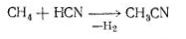 CH₄ + HCN ⟶ CH₃CN
−H₂